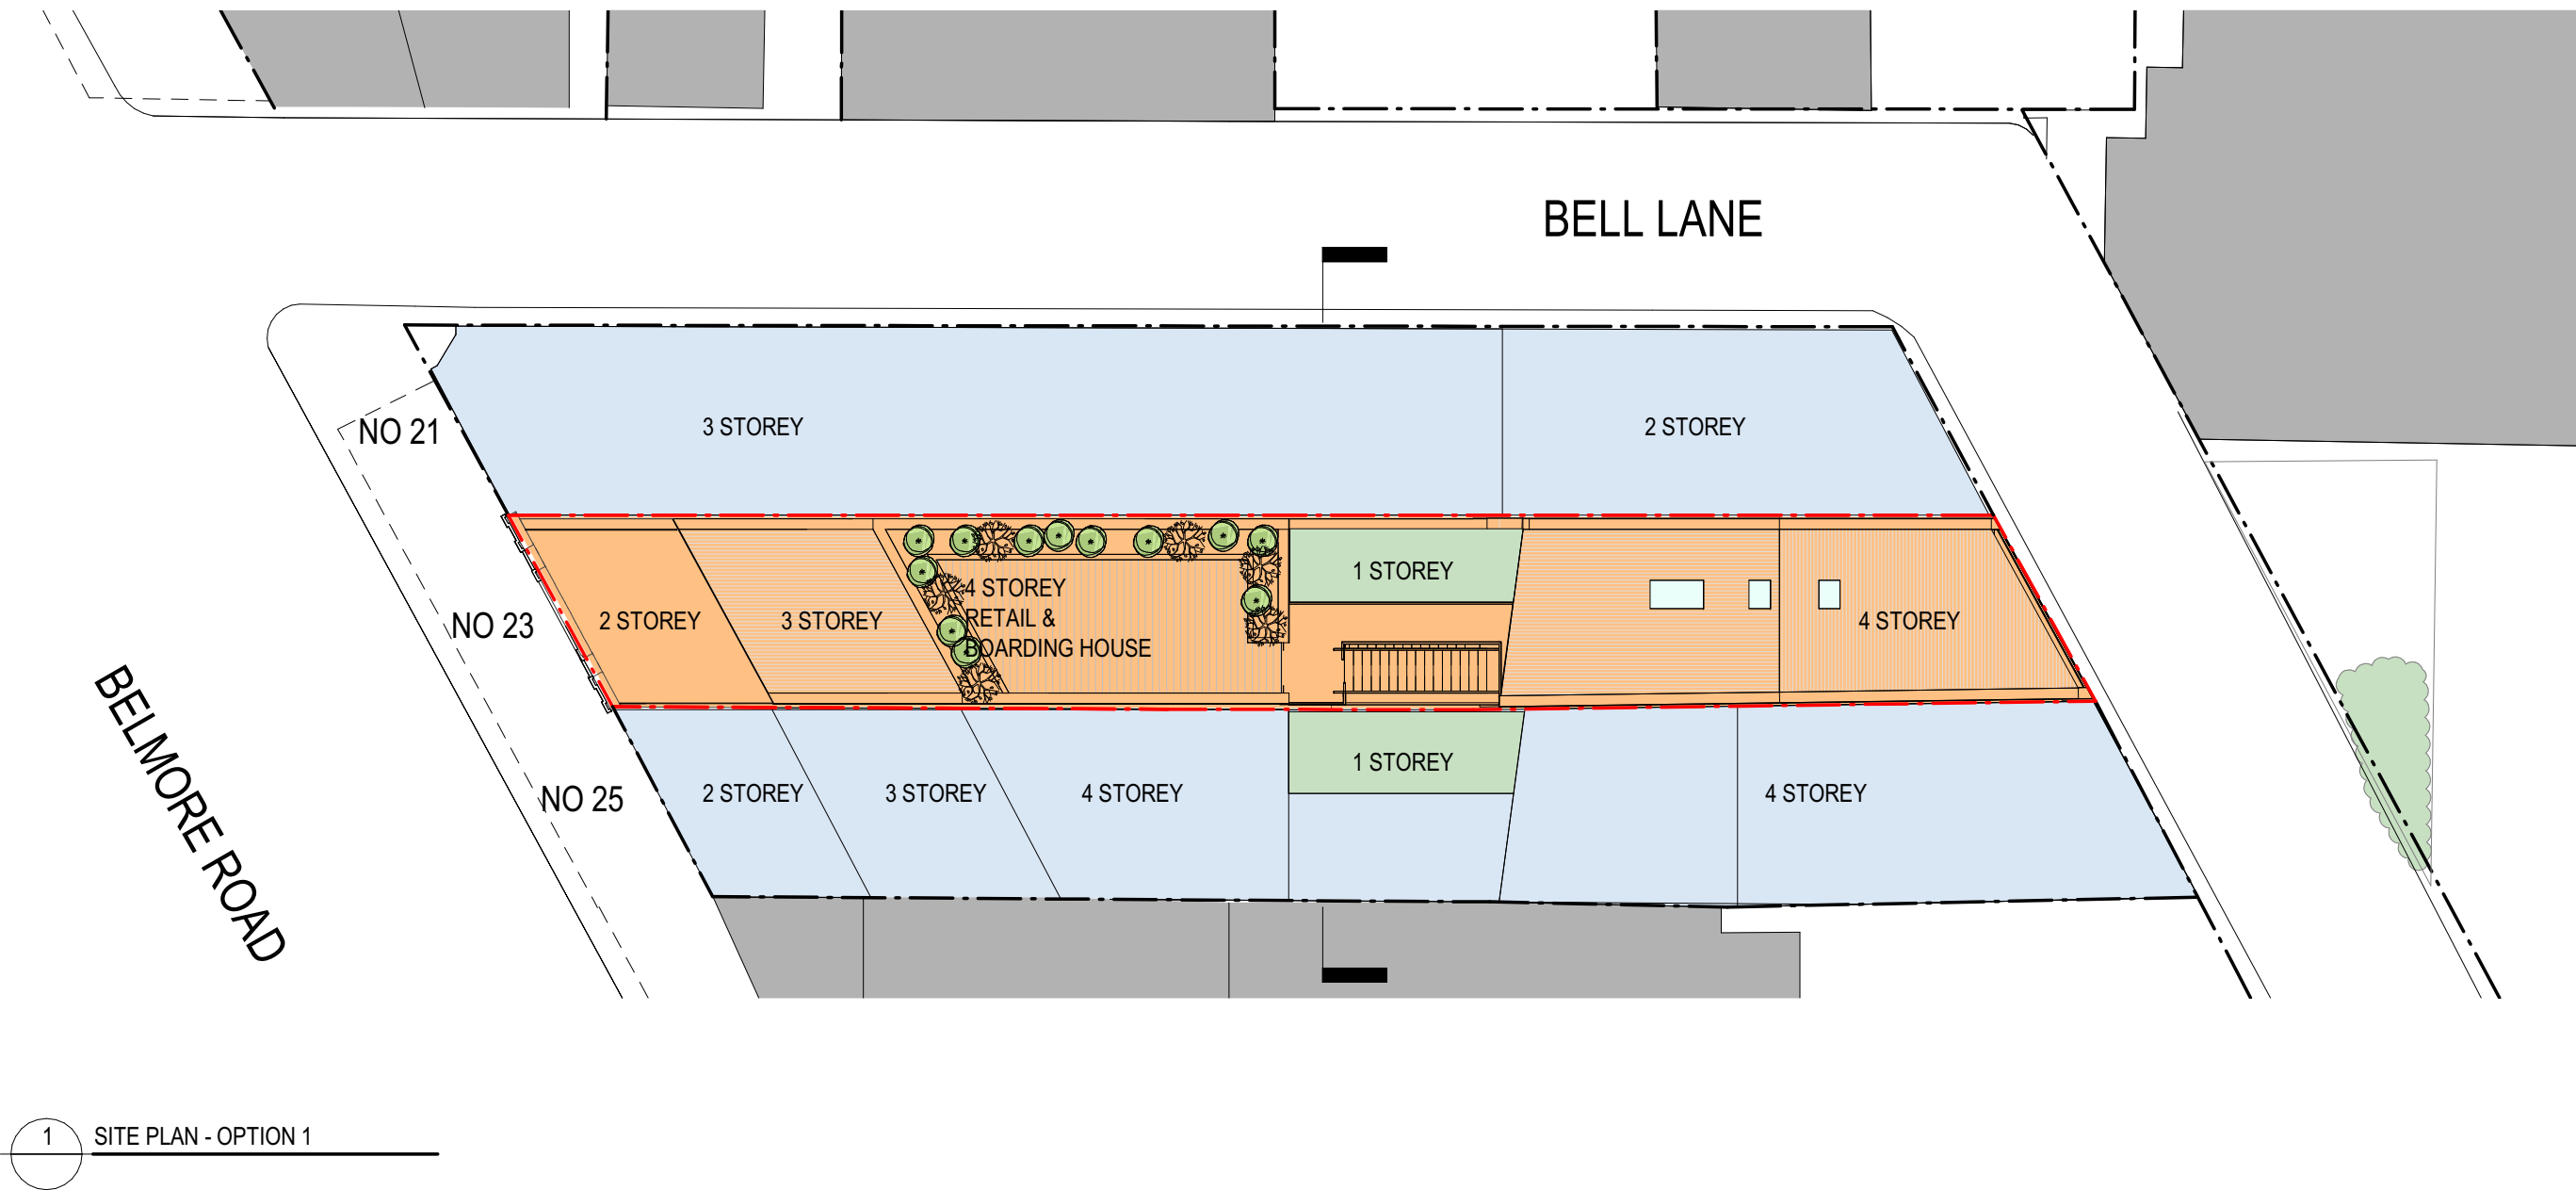 BELL LANE
NO 21
3 STOREY
2 STOREY
NO 23
2 STOREY
3 STOREY
4 STOREY
RETAIL &
BOARDING HOUSE
1 STOREY
4 STOREY
BELMORE ROAD
NO 25
2 STOREY
3 STOREY
4 STOREY
1 STOREY
4 STOREY
1
SITE PLAN - OPTION 1